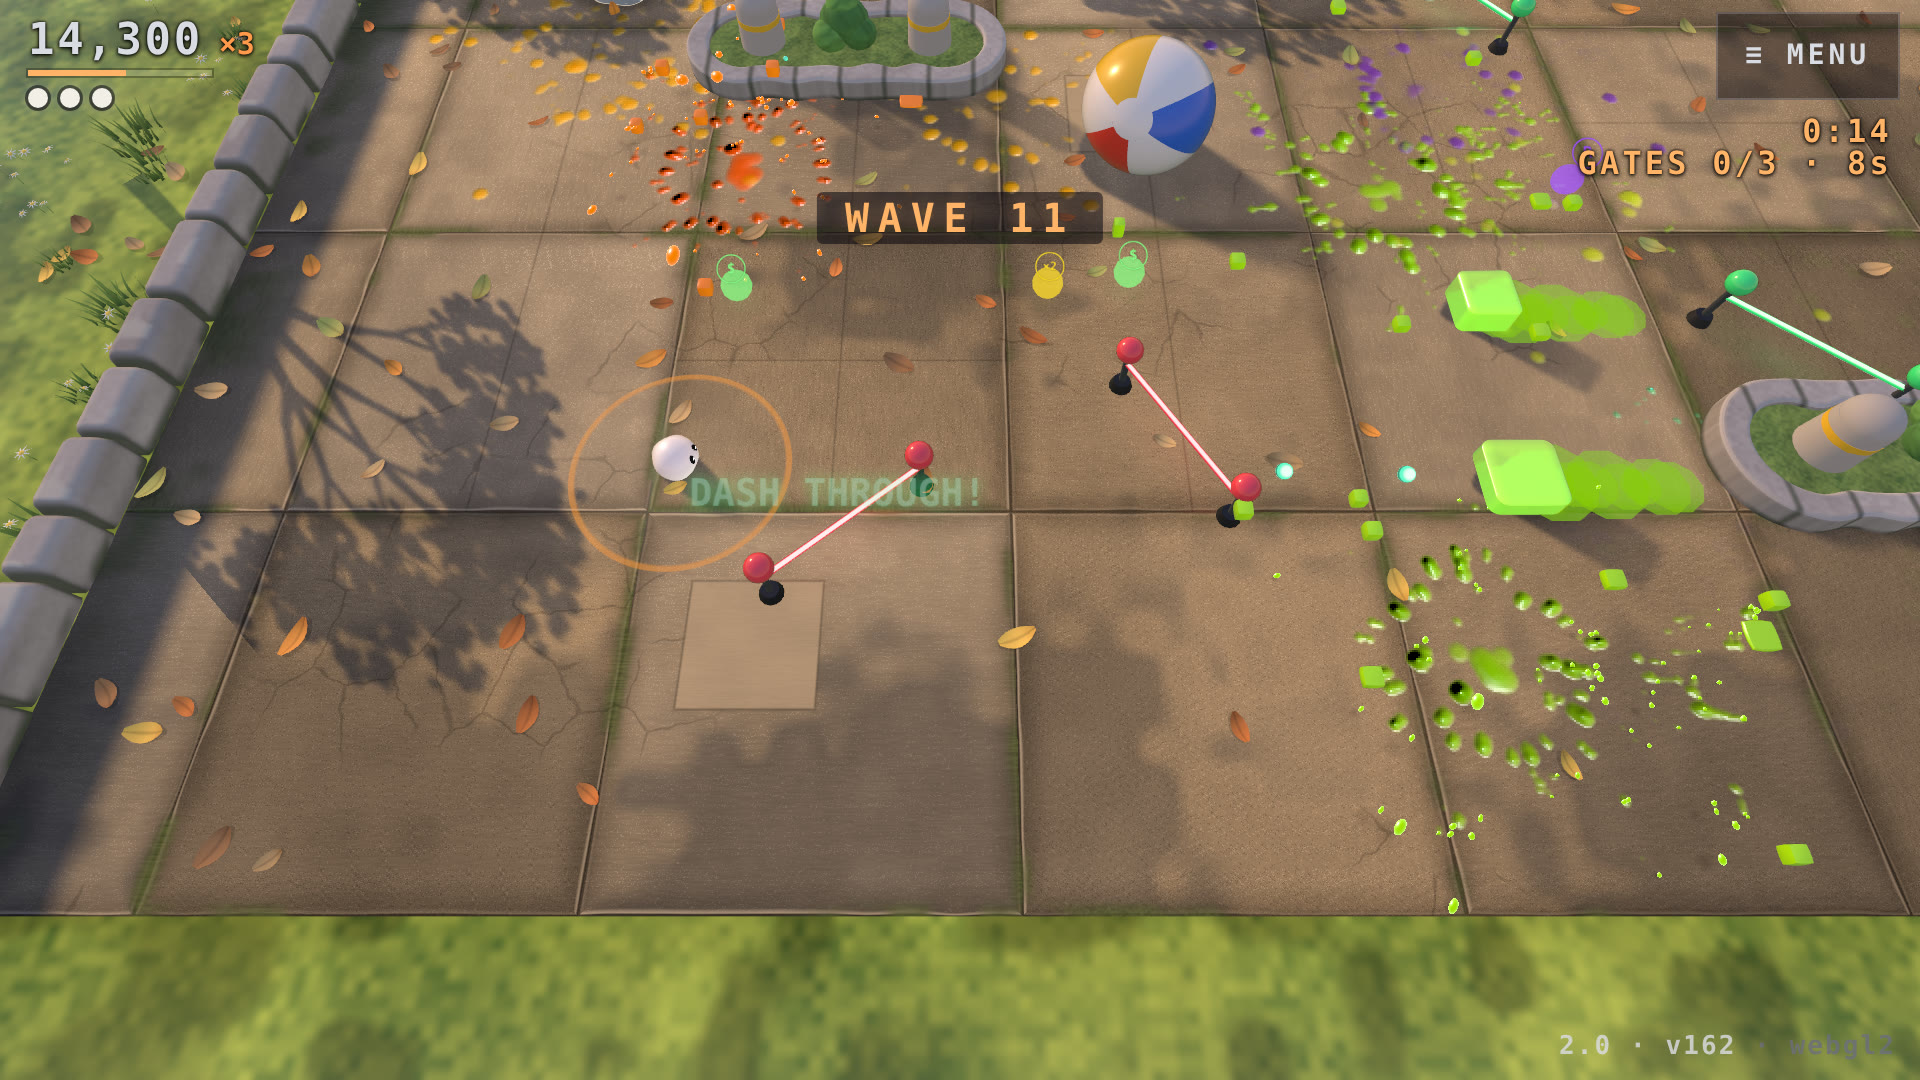 14,300 ×3
≡ MENU
0:14
GATES 0/3 · 8s
WAVE 11
DASH THROUGH!
2.0 · v162 · webgl2